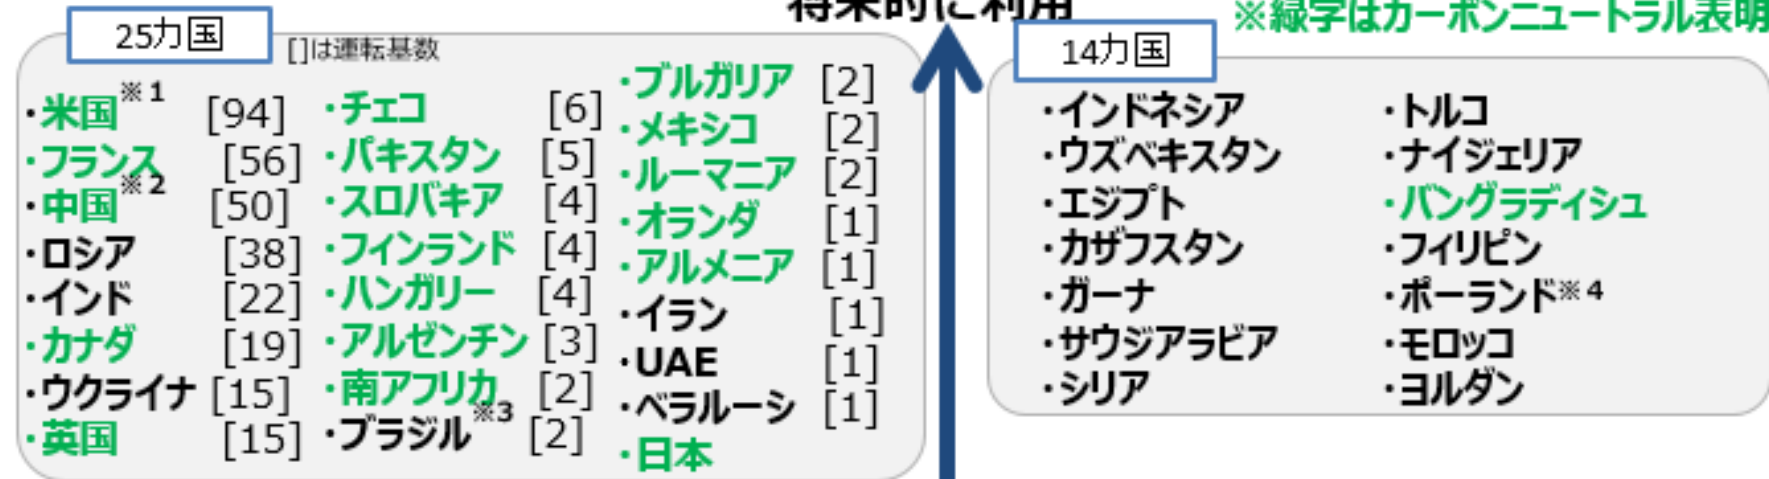 将来的に利用
※緑字はカーボンニュートラル表明
25カ国
[]は運転基数
・米国※1 [94]
・フランス [56]
・中国※2 [50]
・ロシア [38]
・インド [22]
・カナダ [19]
・ウクライナ [15]
・英国 [15]
・チェコ [6]
・パキスタン [5]
・スロバキア [4]
・フィンランド [4]
・ハンガリー [4]
・アルゼンチン [3]
・南アフリカ [2]
・ブラジル※3 [2]
・ブルガリア [2]
・メキシコ [2]
・ルーマニア [2]
・オランダ [1]
・アルメニア [1]
・イラン [1]
・UAE [1]
・ベラルーシ [1]
・日本
14カ国
・インドネシア
・ウズベキスタン
・エジプト
・カザフスタン
・ガーナ
・サウジアラビア
・シリア
・トルコ
・ナイジェリア
・バングラディシュ
・フィリピン
・ポーランド※4
・モロッコ
・ヨルダン